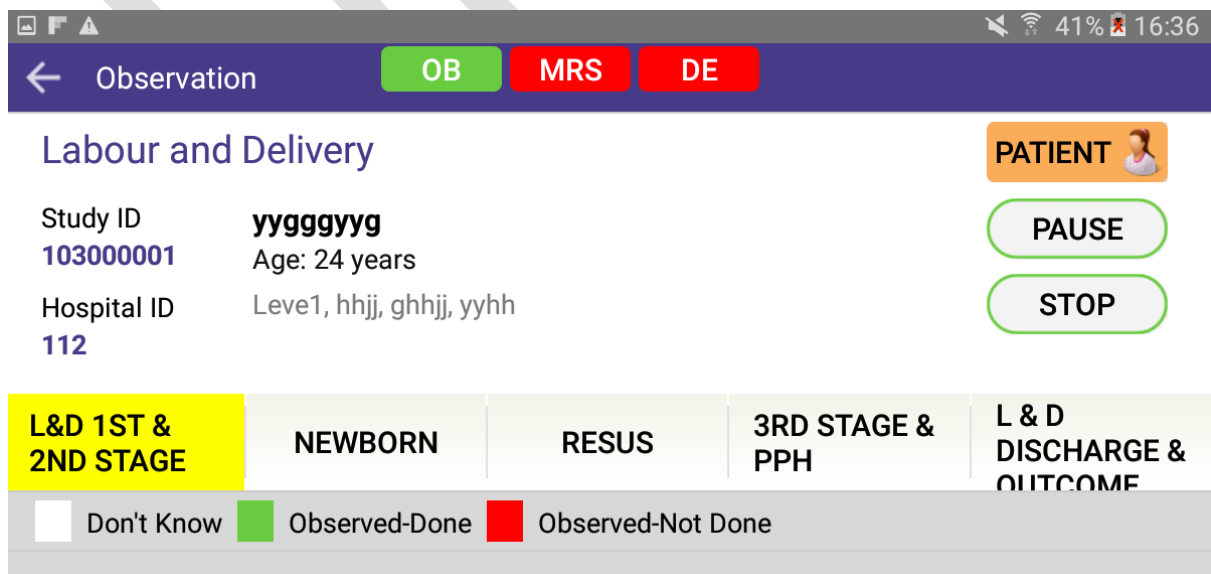 41% 16:36
Observation OB MRS DE
Labour and Delivery
PATIENT
Study ID
103000001
yygggyyg
Age: 24 years
Hospital ID
112
Leve1, hhjj, ghhjj, yyhh
PAUSE
STOP
L&D 1ST &
2ND STAGE
NEWBORN
RESUS
3RD STAGE &
PPH
L & D
DISCHARGE &
OUTCOME
Don't Know Observed-Done Observed-Not Done